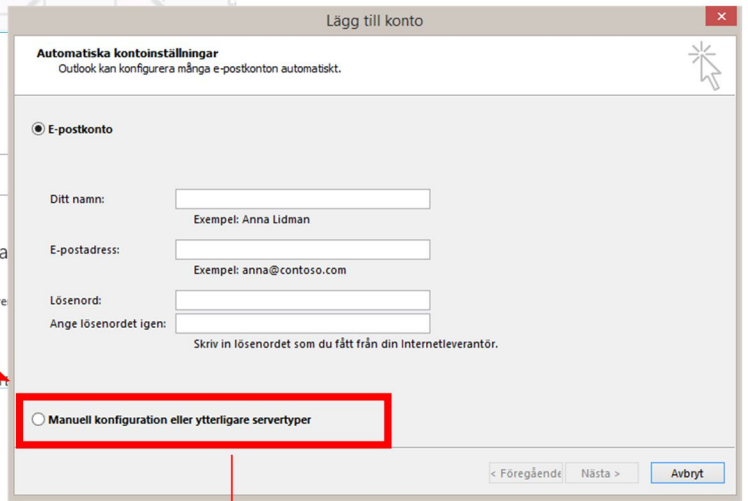 Lägg till konto
Automatiska kontoinställningar
Outlook kan konfigurera många e-postkonton automatiskt.
E-postkonto
Ditt namn:
Exempel: Anna Lidman
E-postadress:
Exempel: anna@contoso.com
Lösenord:
Ange lösenordet igen:
Skriv in lösenordet som du fått från din Internetleverantör.
Manuell konfiguration eller ytterligare servertyper
< Föregående Nästa > Avbryt